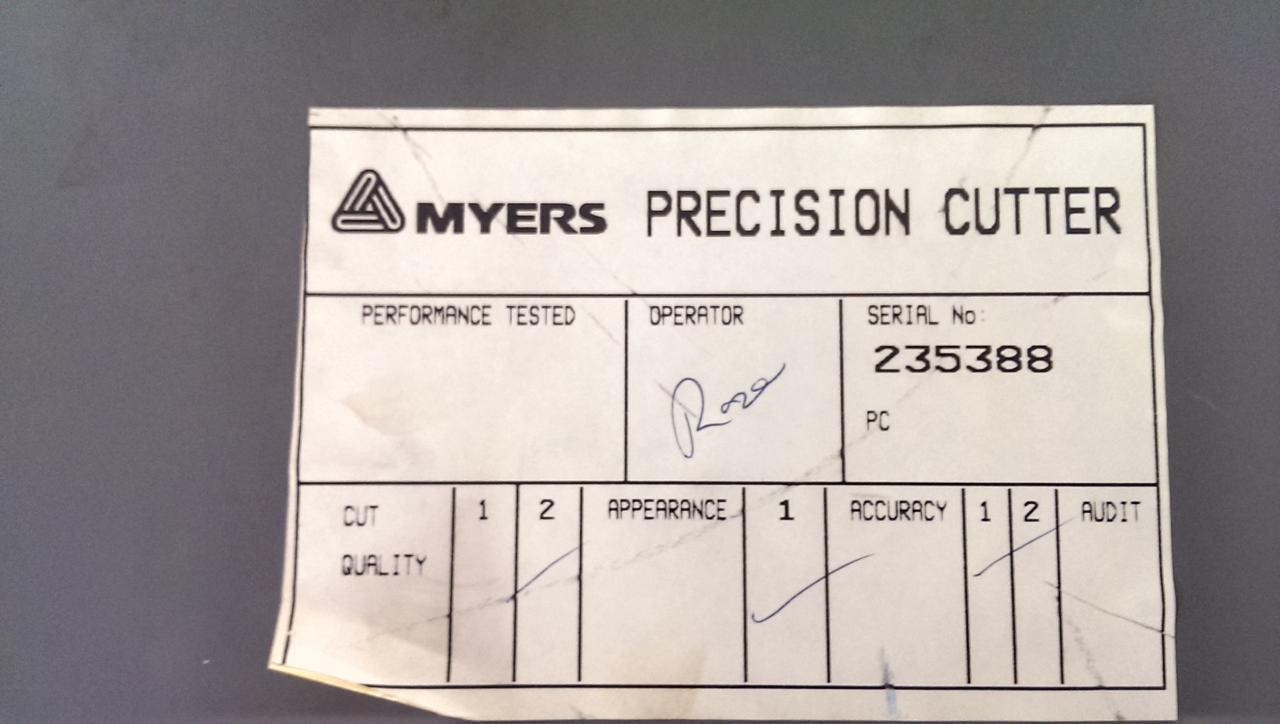 MYERS PRECISION CUTTER
PERFORMANCE TESTED OPERATOR SERIAL No:
235388
PC
CUT 1 2 APPEARANCE 1 ACCURACY 1 2 AUDIT
QUALITY